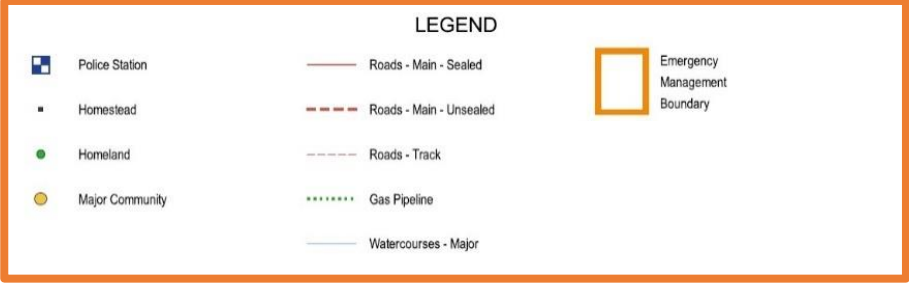 LEGEND
Police Station
Homestead
Homeland
Major Community
Roads - Main - Sealed
Roads - Main - Unsealed
Roads - Track
Gas Pipeline
Watercourses - Major
Emergency
Management
Boundary